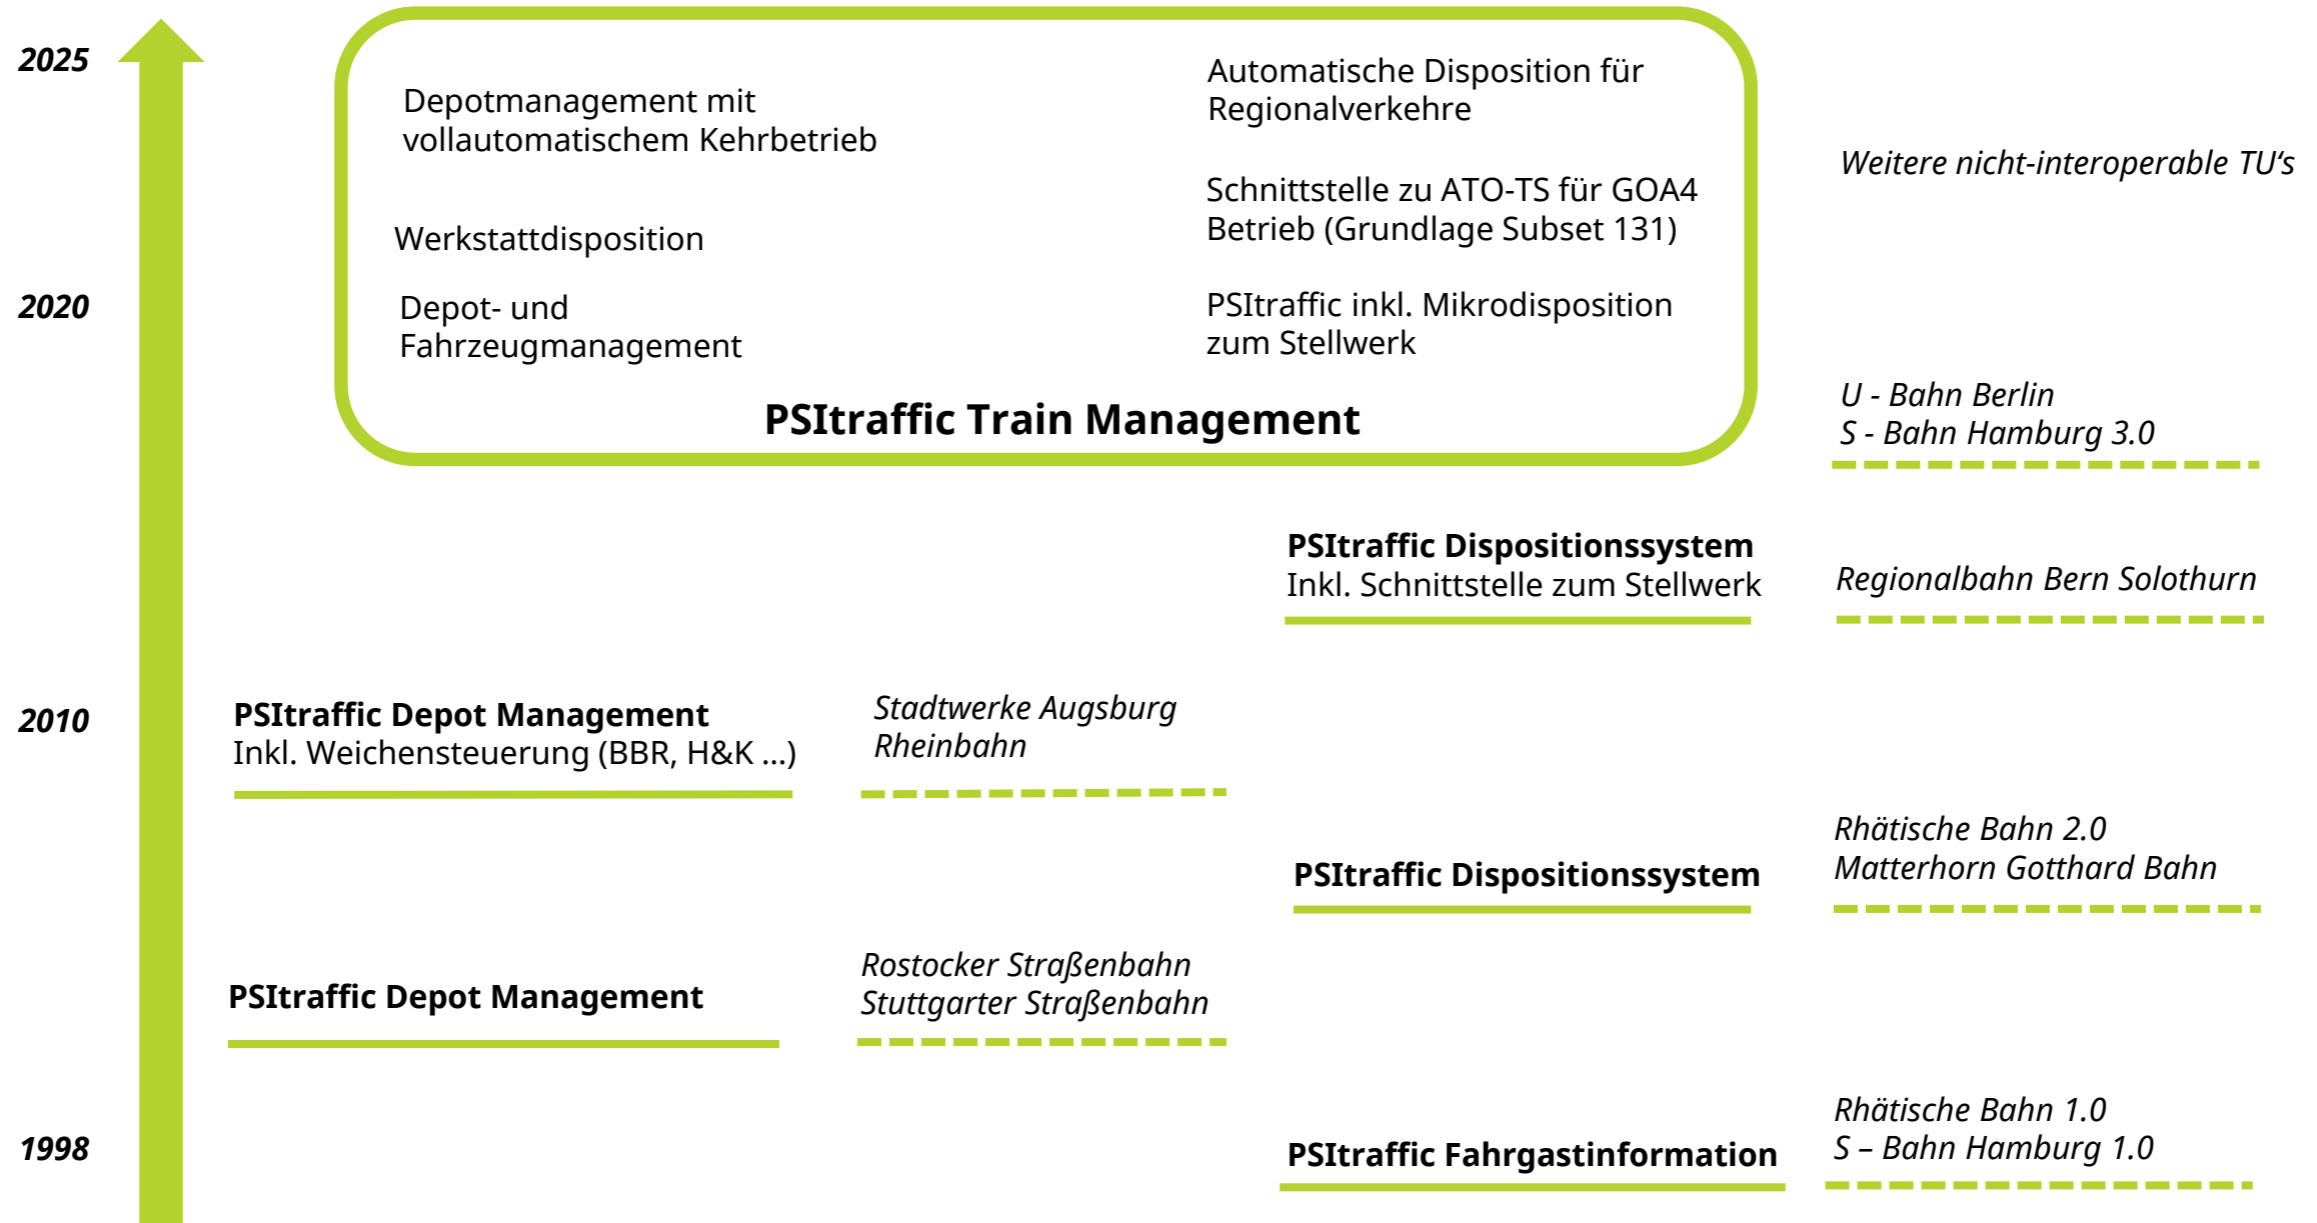 2025
Depotmanagement mit
vollautomatischem Kehrbetrieb
Automatische Disposition für
Regionalverkehre
Weitere nicht-interoperable TU‘s
Schnittstelle zu ATO-TS für GOA4
Betrieb (Grundlage Subset 131)
Werkstattdisposition
2020
Depot- und
Fahrzeugmanagement
PSItraffic inkl. Mikrodisposition
zum Stellwerk
PSItraffic Train Management
U - Bahn Berlin
S - Bahn Hamburg 3.0
PSItraffic Dispositionssystem
Inkl. Schnittstelle zum Stellwerk
Regionalbahn Bern Solothurn
2010
PSItraffic Depot Management
Inkl. Weichensteuerung (BBR, H&K ...)
Stadtwerke Augsburg
Rheinbahn
PSItraffic Dispositionssystem
Rhätische Bahn 2.0
Matterhorn Gotthard Bahn
PSItraffic Depot Management
Rostocker Straßenbahn
Stuttgarter Straßenbahn
1998
PSItraffic Fahrgastinformation
Rhätische Bahn 1.0
S – Bahn Hamburg 1.0